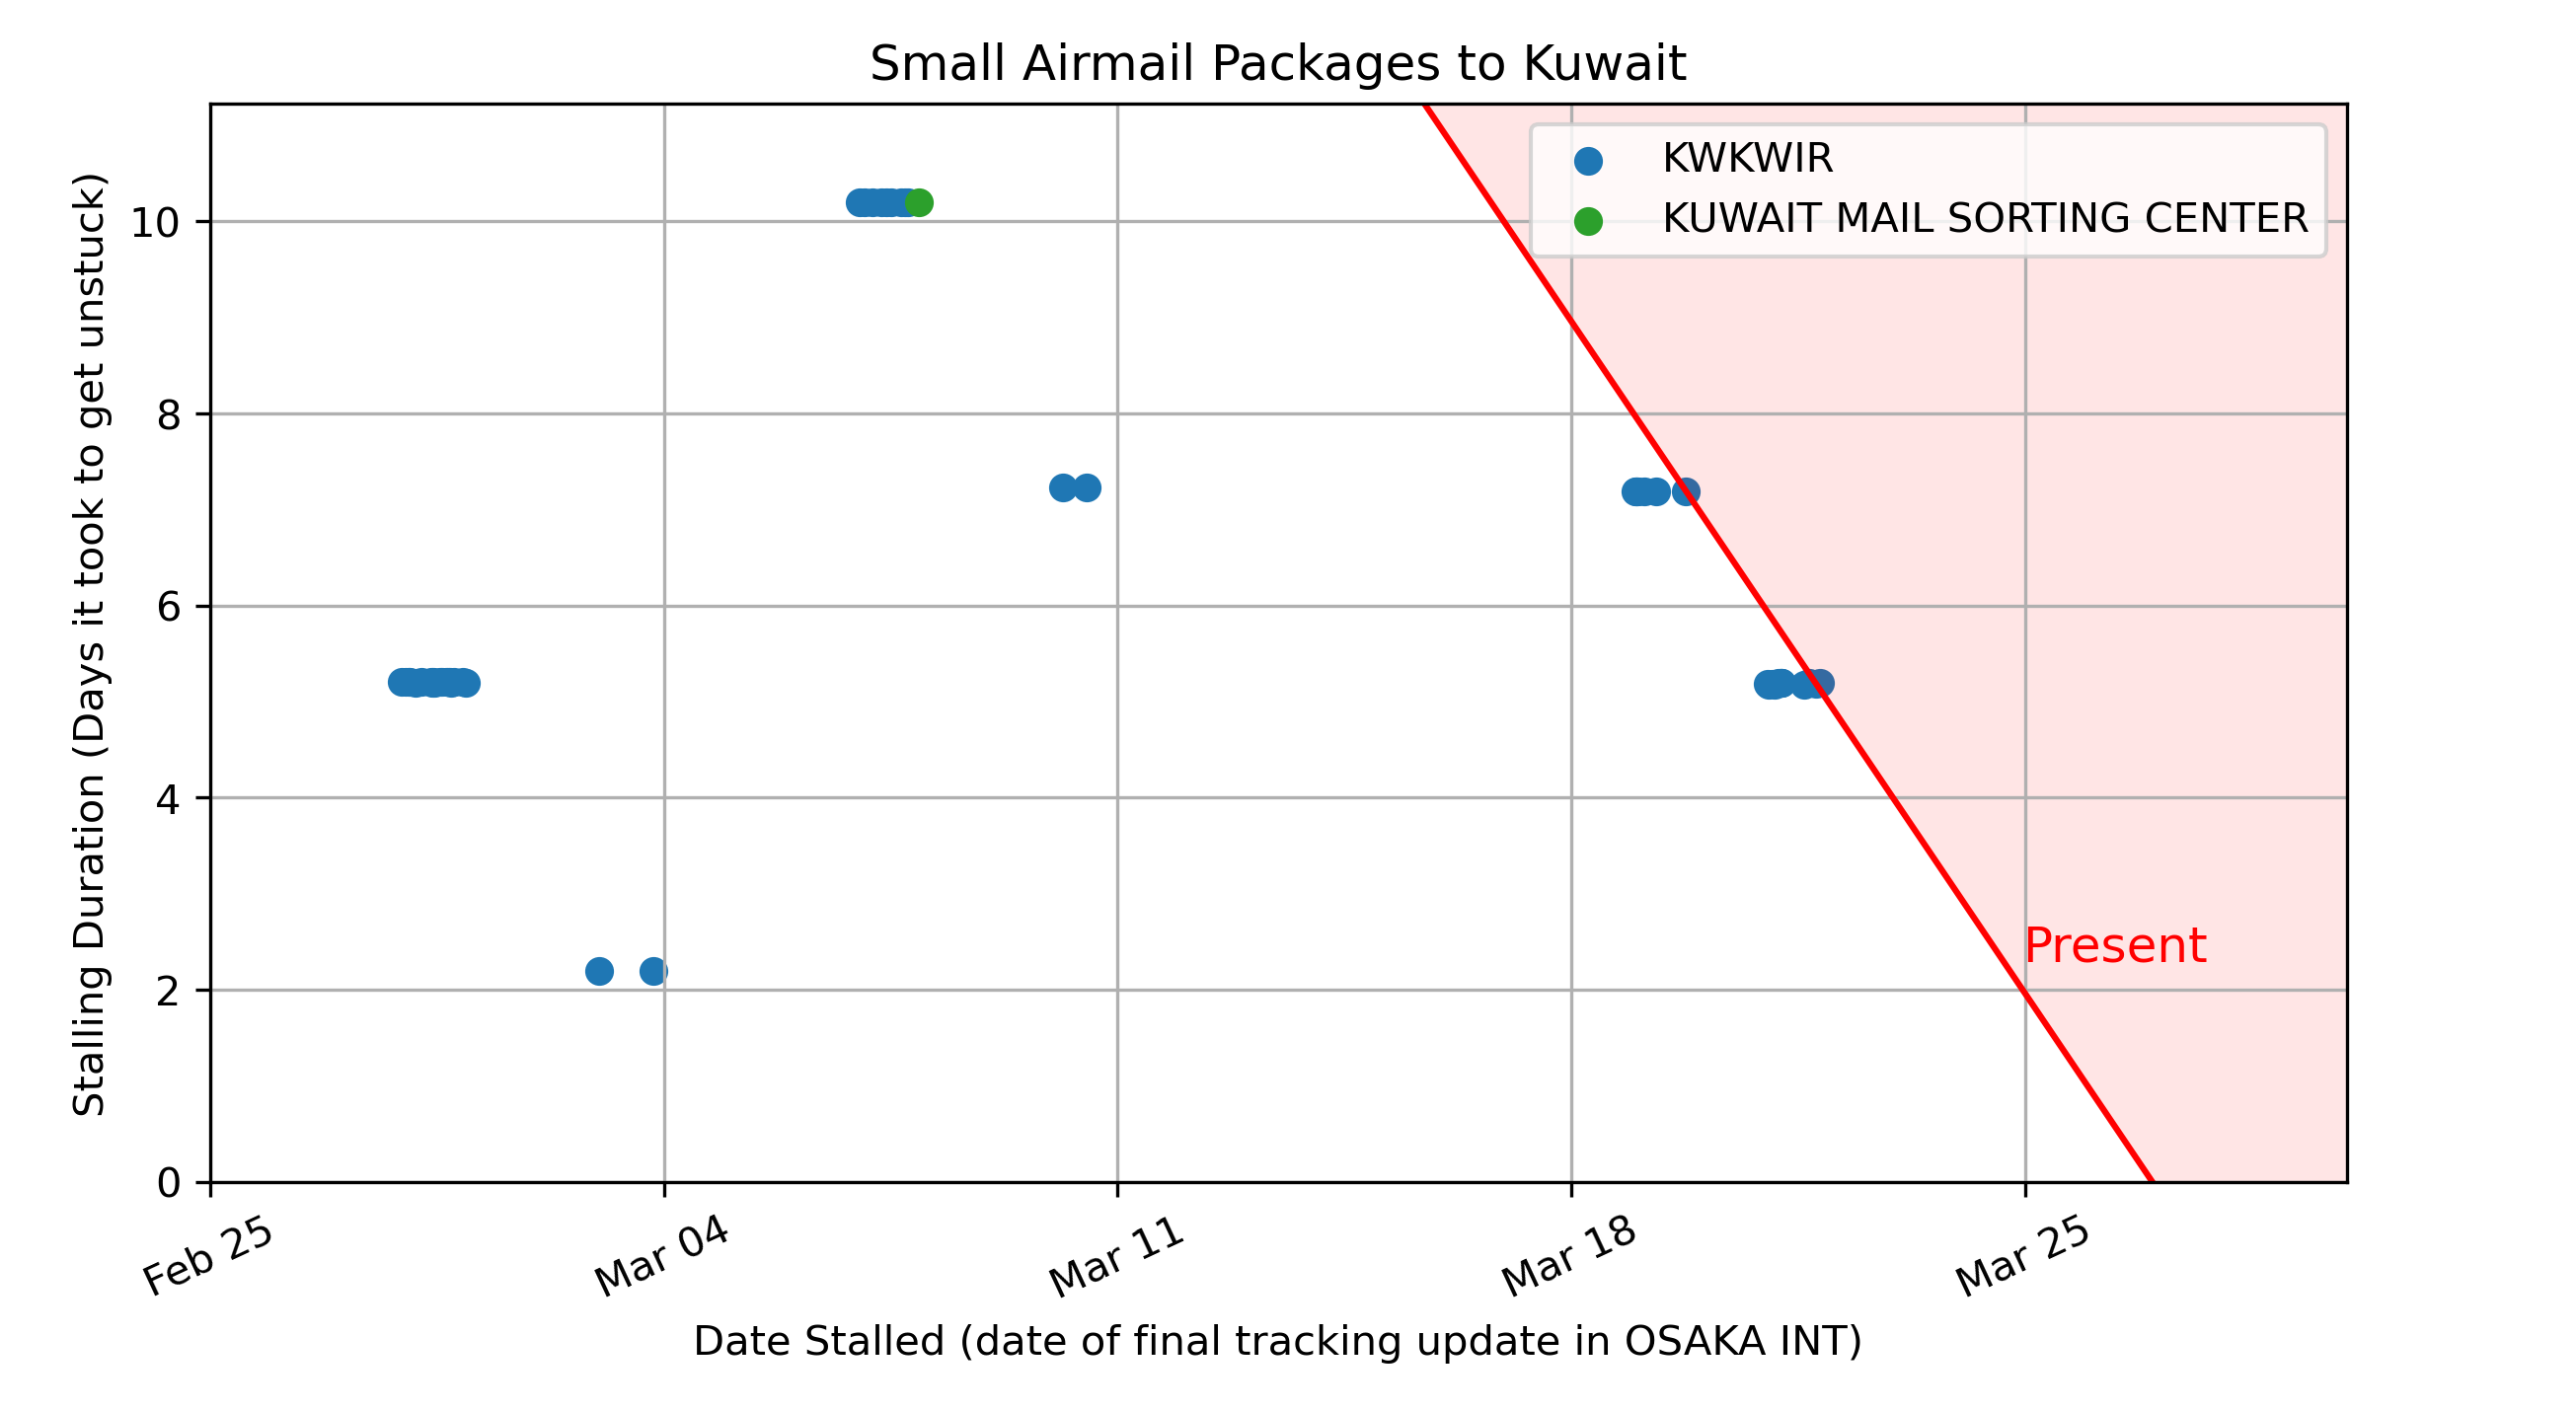 Small Airmail Packages to Kuwait
KWKWIR
KUWAIT MAIL SORTING CENTER
Stalling Duration (Days it took to get unstuck)
10
8
6
4
2
0
Present
Feb 25
Mar 04
Mar 11
Mar 18
Mar 25
Date Stalled (date of final tracking update in OSAKA INT)